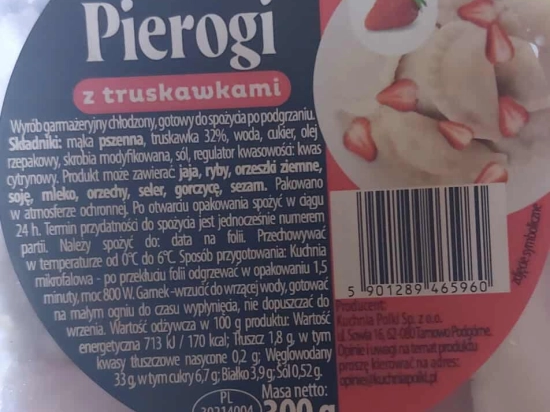 Pierogi
z truskawkami
Wyrób garmażeryjny chłodzony, gotowy do spożycia po podgrzaniu.
Składniki: mąka pszenna, truskawka 32%, woda, cukier, olej
rzepakowy, skrobia modyfikowana, sól, regulator kwasowości: kwas
cytrynowy. Produkt może zawierać: jaja, ryby, orzeszki ziemne,
soję, mleko, orzechy, seler, gorczycę, sezam. Pakowano
w atmosferze ochronnej. Po otwarciu opakowania spożyć w ciągu
24 h. Termin przydatności do spożycia jest jednocześnie numerem
partii. Należy spożyć do: data na folii. Przechowywać
w temperaturze od 0°C do 6°C. Sposób przygotowania: Kuchnia
mikrofalowa - po przekłuciu folii odgrzewać w opakowaniu 1,5
minuty, moc 800 W. Garnek – wrzucić do wrzącej wody, gotować
na małym ogniu do czasu wypłynięcia, nie dopuszczać do
wrzenia. Wartość odżywcza w 100 g produktu: Wartość
energetyczna 713 kJ / 170 kcal; Tłuszcz 1,8 g, w tym
kwasy tłuszczowe nasycone 0,2 g; Węglowodany
33 g, w tym cukry 6,7 g; Białko 3,9 g; Sól 0,52 g.
Masa netto:
PL
300 g
5 901289 465960
zdjęcie symboliczne
Producent:
Kuchnia Polki Sp. z o.o.
ul. Sowia 16, 62-080 Tarnowo Podgórne.
Opinie i uwagi na temat produktu
proszę kierować na adres:
opinies@kuchniapolki.pl